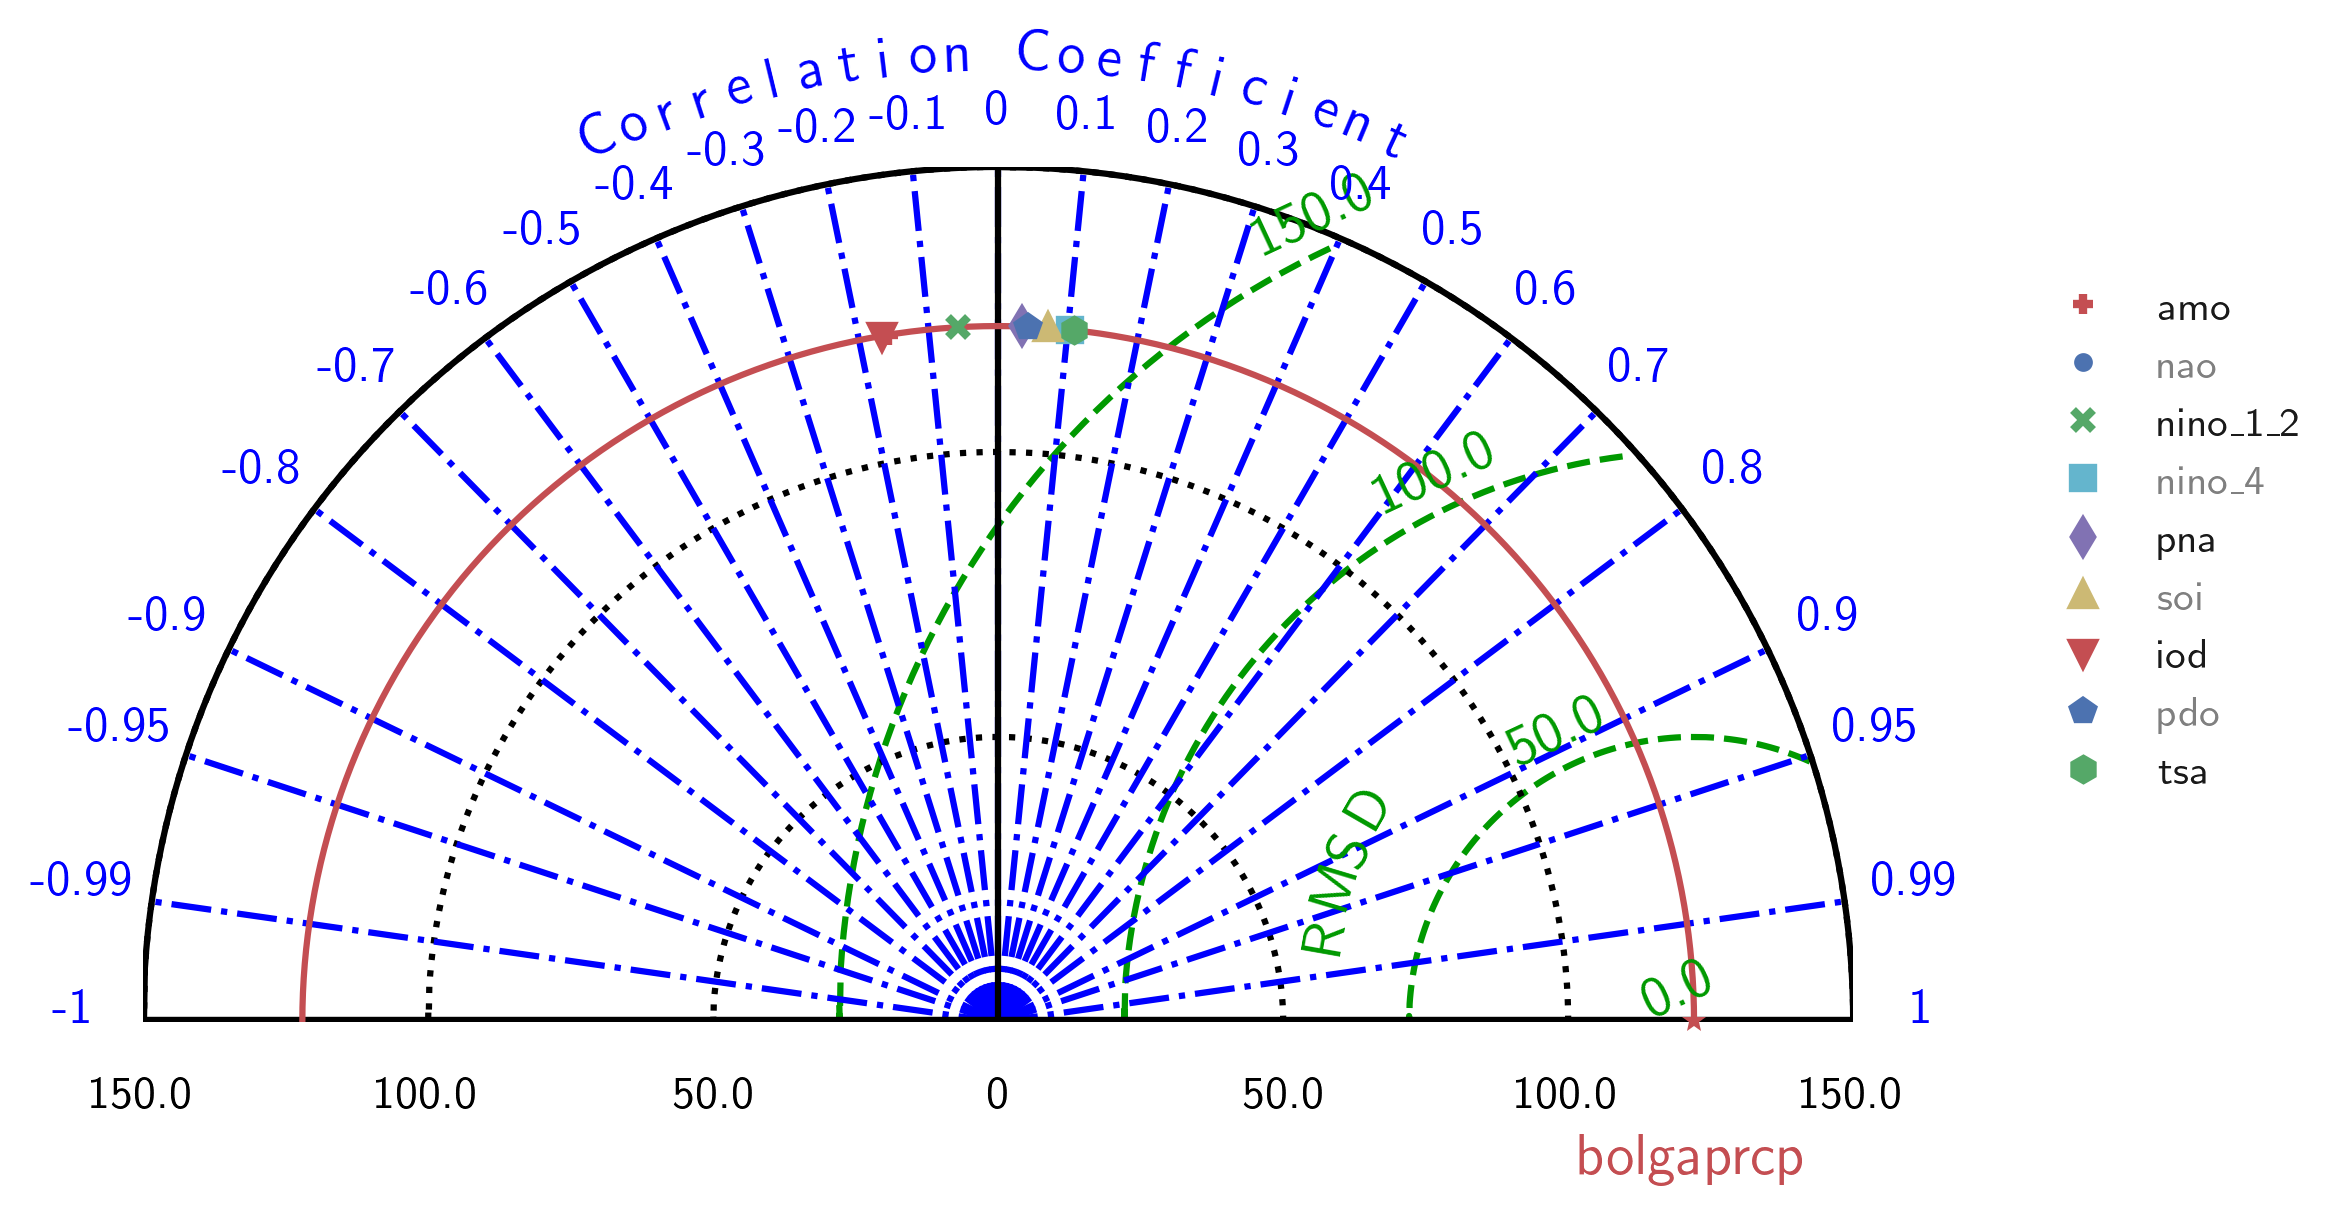 Correlation Coefficient
-1
-0.99
-0.95
-0.9
-0.8
-0.7
-0.6
-0.5
-0.4
-0.3
-0.2
-0.1
0
0.1
0.2
0.3
0.4
0.5
0.6
0.7
0.8
0.9
0.95
0.99
1
150.0
100.0
50.0
0.0
RMSD
150.0 100.0 50.0 0 50.0 100.0 150.0
bolgaprcp
amo
nao
nino_1_2
nino_4
pna
soi
iod
pdo
tsa